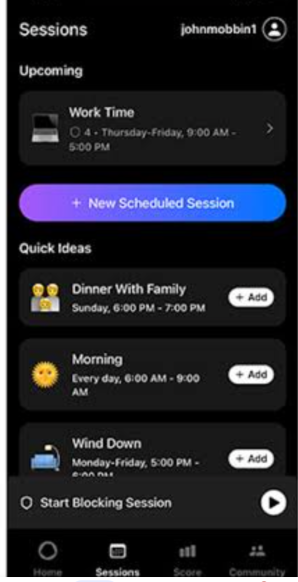 Sessions johnmobbin1
Upcoming
Work Time
4 - Thursday-Friday, 9:00 AM -
5:00 PM
+ New Scheduled Session
Quick Ideas
Dinner With Family
Sunday, 6:00 PM - 7:00 PM
+ Add
Morning
Every day, 6:00 AM - 9:00
AM
+ Add
Wind Down
Monday-Friday, 5:00 PM -
6:00 PM
+ Add
Start Blocking Session
Home Sessions Score Community